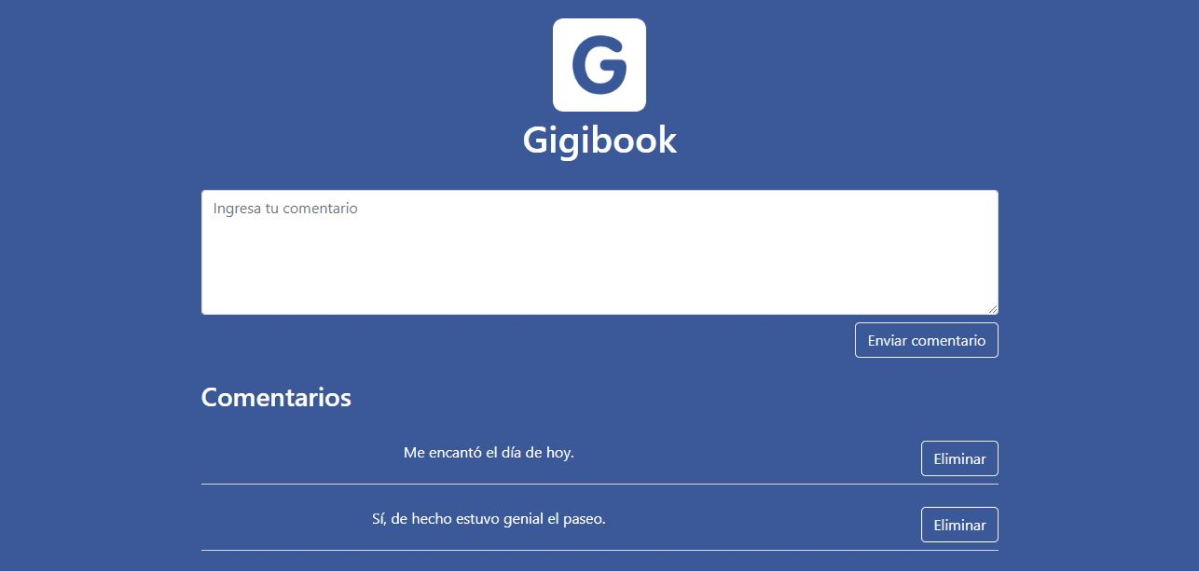 G
Gigibook
Ingresa tu comentario
Enviar comentario
Comentarios
Me encantó el día de hoy.
Eliminar
Sí, de hecho estuvo genial el paseo.
Eliminar